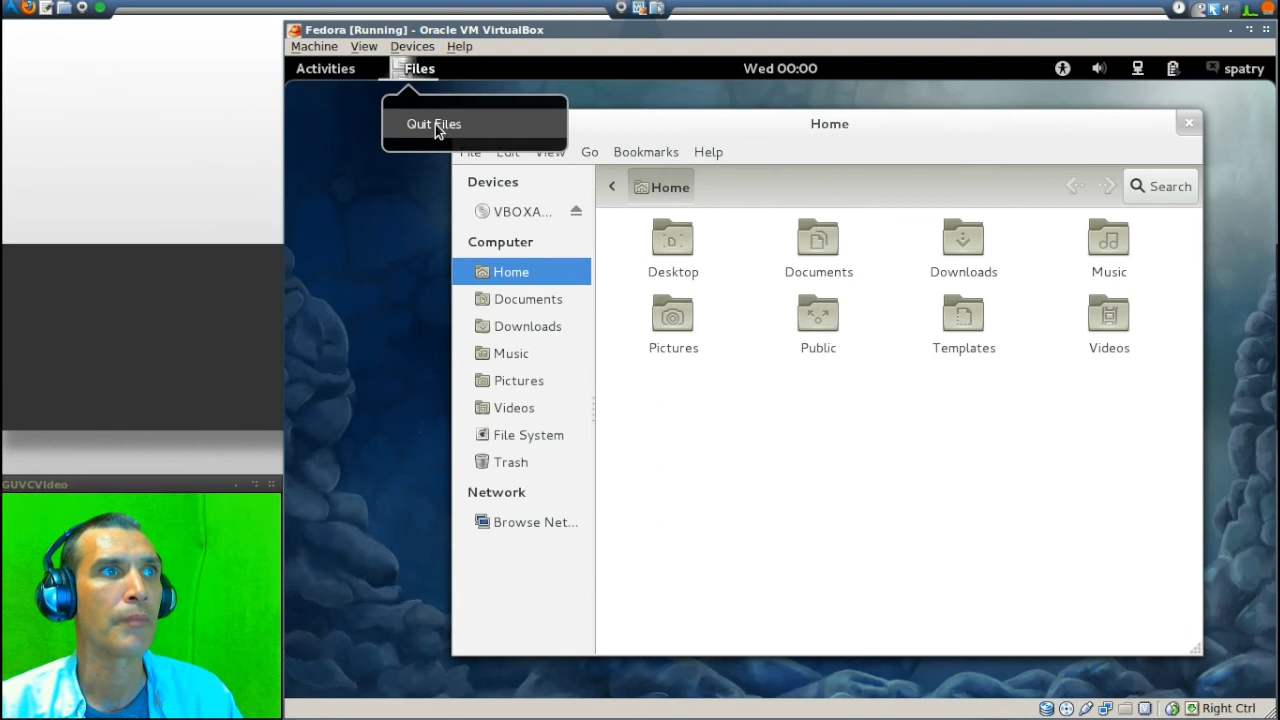 Fedora [Running] - Oracle VM VirtualBox
Machine View Devices Help
Activities Files Wed 00:00 spatry
Quit Files
Home
File Edit View Go Bookmarks Help
Devices
VBOXA...
Computer
Home
Documents
Downloads
Music
Pictures
Videos
File System
Trash
Network
Browse Net...
Home Search
Desktop Documents Downloads Music
Pictures Public Templates Videos
GUVCVideo
Right Ctrl